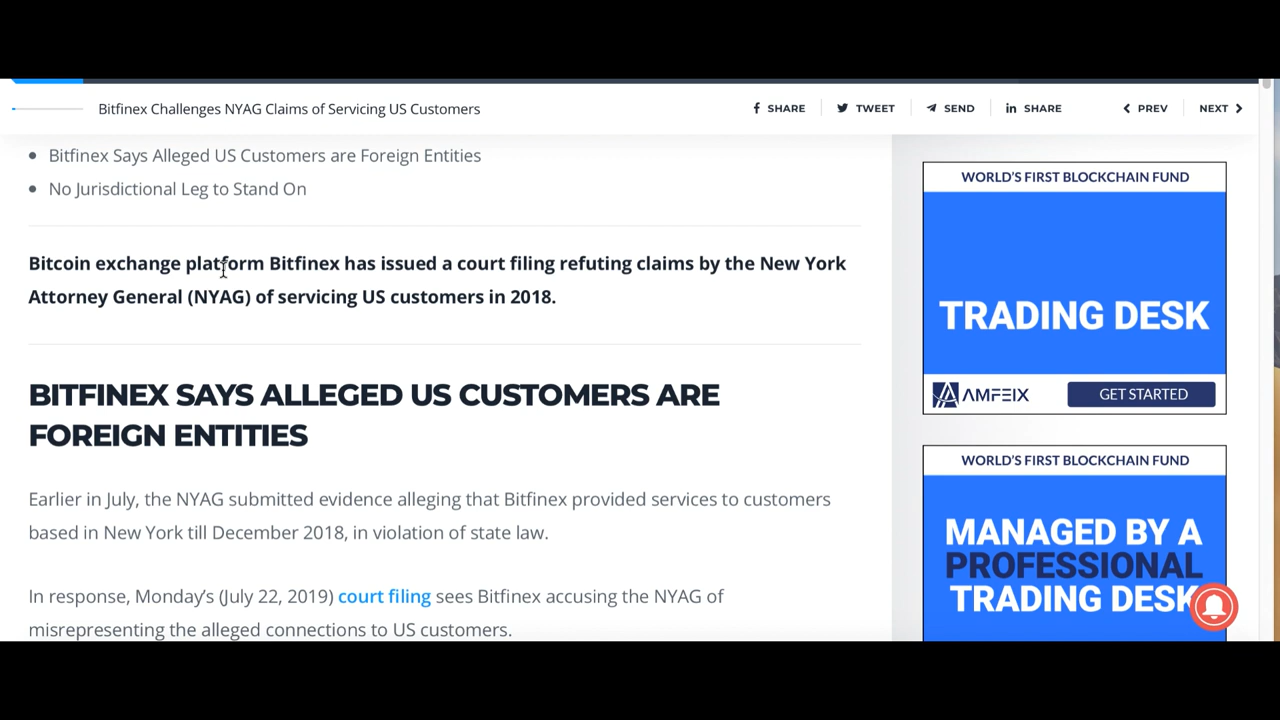 Bitfinex Challenges NYAG Claims of Servicing US Customers
SHARE
TWEET
SEND
in SHARE
PREV
NEXT
Bitfinex Says Alleged US Customers are Foreign Entities
No Jurisdictional Leg to Stand On
Bitcoin exchange platform Bitfinex has issued a court filing refuting claims by the New York
Attorney General (NYAG) of servicing US customers in 2018.
BITFINEX SAYS ALLEGED US CUSTOMERS ARE
FOREIGN ENTITIES
Earlier in July, the NYAG submitted evidence alleging that Bitfinex provided services to customers
based in New York till December 2018, in violation of state law.
In response, Monday’s (July 22, 2019) court filing sees Bitfinex accusing the NYAG of
misrepresenting the alleged connections to US customers.
WORLD'S FIRST BLOCKCHAIN FUND
TRADING DESK
AMFEIX
GET STARTED
WORLD'S FIRST BLOCKCHAIN FUND
MANAGED BY A
PROFESSIONAL
TRADING DESK